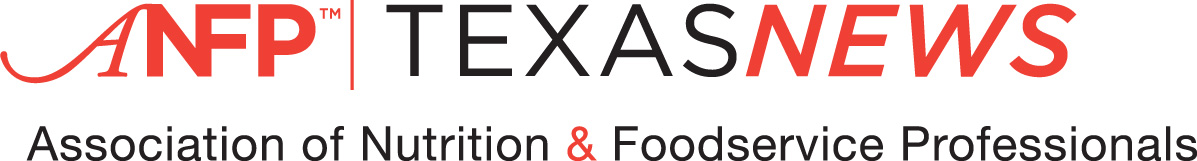 ANFP™ | TEXASNEWS
Association of Nutrition & Foodservice Professionals